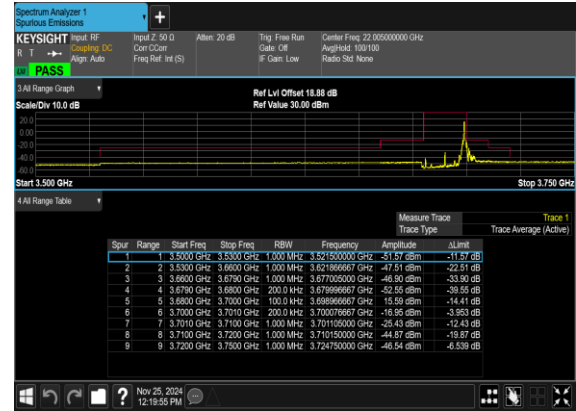 Spectrum Analyzer 1
Spurious Emissions
KEYSIGHT Input: RF Input Z: 50 Ω Atten: 20 dB Trig: Free Run Center Freq: 22.005000000 GHz
R T Coupling: DC Corr CCorr Gate: Off Avg|Hold: 100/100
Align: Auto Freq Ref: Int (S) IF Gain: Low Radio Std: None
LU PASS
3 All Range Graph Ref Lvl Offset 18.88 dB
Scale/Div 10.0 dB Ref Value 30.00 dBm
20.0
0.00
-20.0
-40.0
-60.0
Start 3.500 GHz Stop 3.750 GHz
4 All Range Table
Measure Trace Trace 1
Trace Type Trace Average (Active)
Spur Range Start Freq Stop Freq RBW Frequency Amplitude ΔLimit
1 1 3.5000 GHz 3.5300 GHz 1.000 MHz 3.521500000 GHz -51.57 dBm -11.57 dB
2 2 3.5300 GHz 3.6600 GHz 1.000 MHz 3.621866667 GHz -47.51 dBm -22.51 dB
3 3 3.6600 GHz 3.6790 GHz 1.000 MHz 3.677005000 GHz -46.90 dBm -33.90 dB
4 4 3.6790 GHz 3.6800 GHz 200.0 kHz 3.679996667 GHz -52.55 dBm -39.55 dB
5 5 3.6800 GHz 3.7000 GHz 100.0 kHz 3.698966667 GHz 15.59 dBm -14.41 dB
6 6 3.7000 GHz 3.7010 GHz 200.0 kHz 3.700076667 GHz -16.95 dBm -3.953 dB
7 7 3.7010 GHz 3.7100 GHz 1.000 MHz 3.701105000 GHz -25.43 dBm -12.43 dB
8 8 3.7100 GHz 3.7200 GHz 1.000 MHz 3.710150000 GHz -44.87 dBm -19.87 dB
9 9 3.7200 GHz 3.7500 GHz 1.000 MHz 3.724750000 GHz -46.54 dBm -6.539 dB
Nov 25, 2024
12:19:55 PM